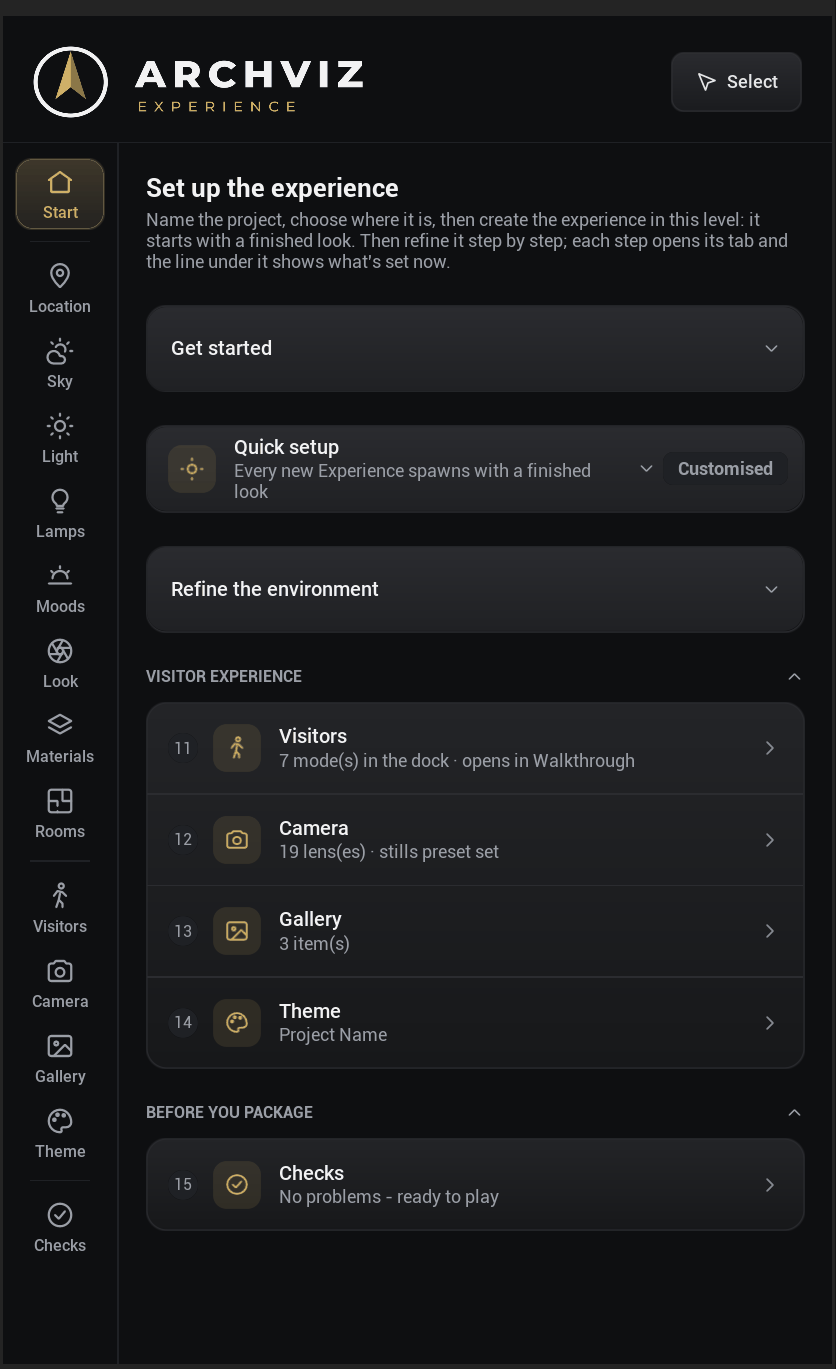 ARCHVIZ
EXPERIENCE
Select
Start
Location
Sky
Light
Lamps
Moods
Look
Materials
Rooms
Visitors
Camera
Gallery
Theme
Checks
Set up the experience
Name the project, choose where it is, then create the experience in this level: it
starts with a finished look. Then refine it step by step; each step opens its tab and
the line under it shows what's set now.
Get started
Quick setup
Every new Experience spawns with a finished
look
Customised
Refine the environment
VISITOR EXPERIENCE
11
Visitors
7 mode(s) in the dock · opens in Walkthrough
12
Camera
19 lens(es) · stills preset set
13
Gallery
3 item(s)
14
Theme
Project Name
BEFORE YOU PACKAGE
15
Checks
No problems - ready to play